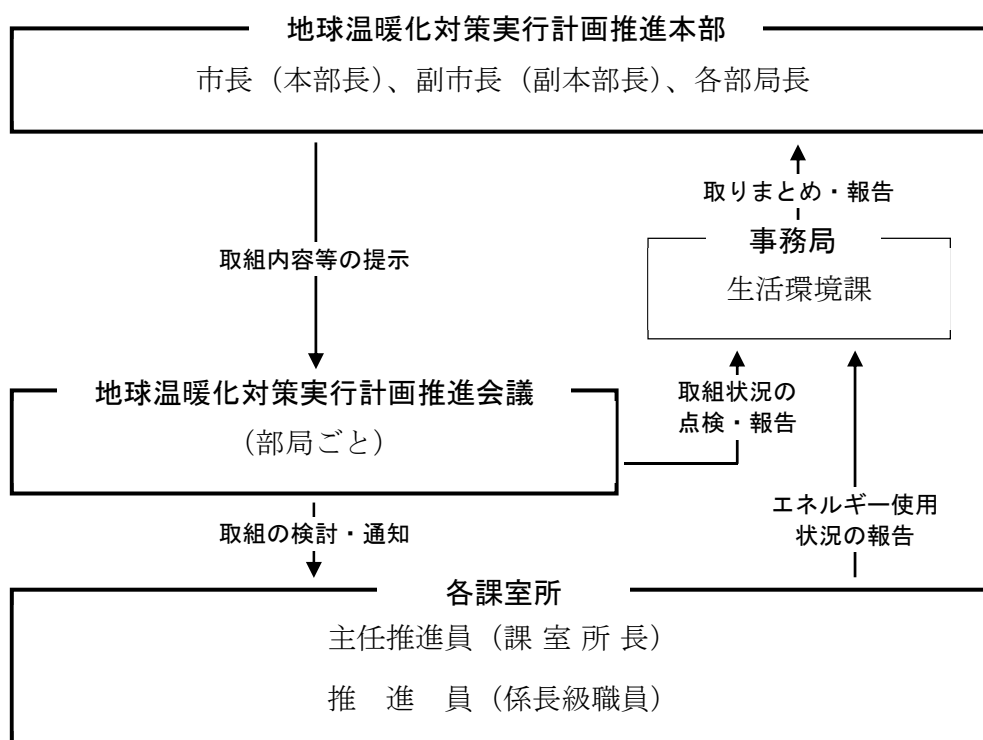 地球温暖化対策実行計画推進本部
市長（本部長）、副市長（副本部長）、各部局長
取りまとめ・報告
事務局
生活環境課
取組内容等の提示
地球温暖化対策実行計画推進会議
（部局ごと）
取組状況の
点検・報告
取組の検討・通知
エネルギー使用
状況の報告
各課室所
主任推進員（課 室 所 長）
推　進　員（係長級職員）